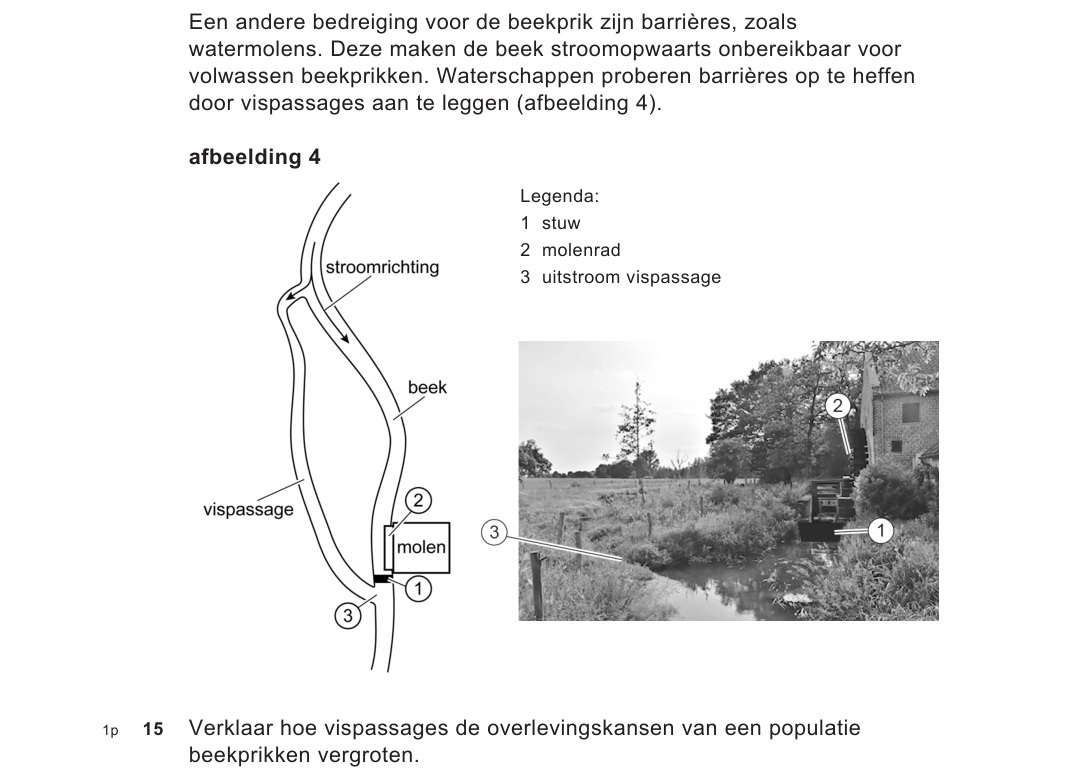 Een andere bedreiging voor de beekprik zijn barrières, zoals
watermolens. Deze maken de beek stroomopwaarts onbereikbaar voor
volwassen beekprikken. Waterschappen proberen barrières op te heffen
door vispassages aan te leggen (afbeelding 4).
afbeelding 4
Legenda:
1 stuw
2 molenrad
3 uitstroom vispassage
stroomrichting
beek
vispassage
2
molen
1
3
2
1
3
1p 15 Verklaar hoe vispassages de overlevingskansen van een populatie
beekprikken vergroten.